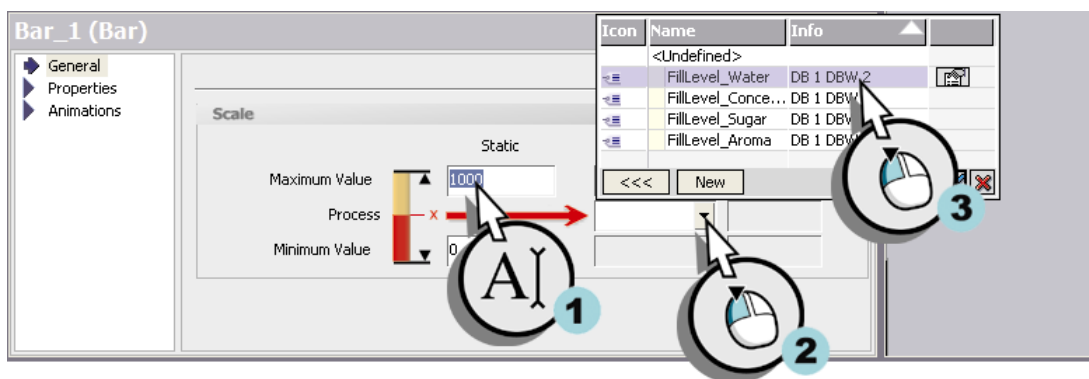 Bar_1 (Bar)
General
Properties
Animations
Scale
Static
Maximum Value 1000
Process x
Minimum Value 0
Icon Name Info
<Undefined>
FillLevel_Water DB 1 DBW 2
FillLevel_Conce... DB 1 DBW
FillLevel_Sugar DB 1 DBW
FillLevel_Aroma DB 1 DBW
<<< New
A
1
2
3